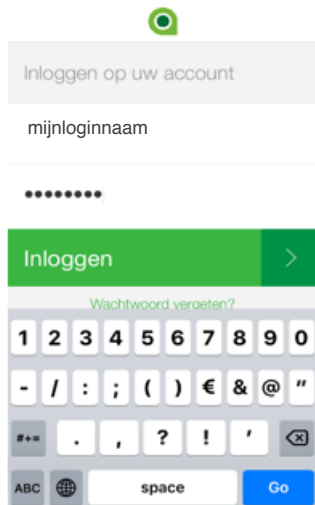 Inloggen op uw account
mijnloginnaam
••••••••
Inloggen >
Wachtwoord vergeten?
1 2 3 4 5 6 7 8 9 0
- / : ; ( ) € & @ "
#+= . , ? ! '
ABC space Go